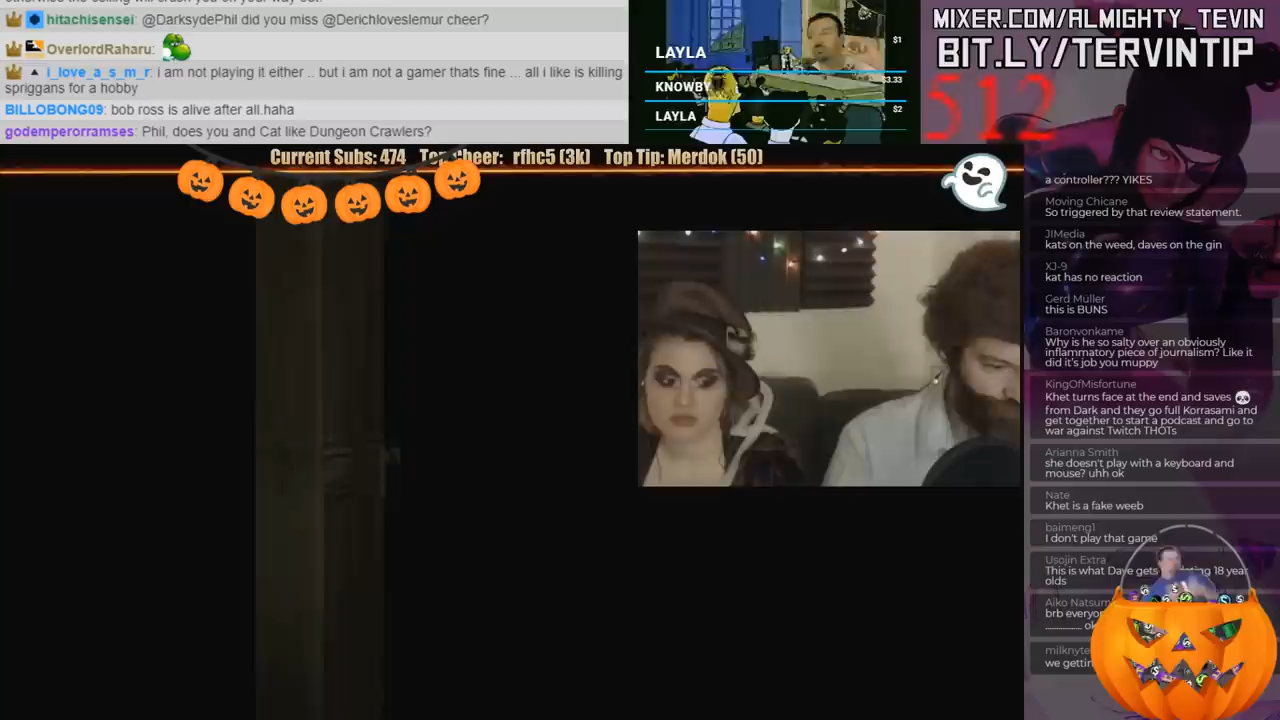 hitachisensei: @DarksydePhil did you miss @Derichloveslemur cheer?
OverlordRaharu:
i_love_a_s_m_r: i am not playing it either .. but i am not a gamer thats fine ... all i like is killing
spriggans for a hobby
BILLOBONG09: bob ross is alive after all.haha
godemperorramses: Phil, does you and Cat like Dungeon Crawlers?
LAYLA $1
KNOWBY 3.33
LAYLA $2
MIXER.COM/ALMIGHTY_TEVIN
BIT.LY/TERVINTIP
512
Current Subs: 474 cheer: rfhc5 (3k) Top Tip: Merdok (50)
a controller??? YIKES
Moving Chicane
So triggered by that review statement.
JIMedia
kats on the weed, daves on the gin
XJ-9
kat has no reaction
Gerd Müller
this is BUNS
Baronvonkame
Why is he so salty over an obviously
inflammatory piece of journalism? Like it
did it's job you muppy
KingOfMisfortune
Khet turns face at the end and saves
from Dark and they go full Korrasami and
get together to start a podcast and go to
war against Twitch THOTs
Arianna Smith
she doesn't play with a keyboard and
mouse? uhh ok
Nate
Khet is a fake weeb
baimeng1
I don't play that game
Usojin Extra
This is what Dave gets 18 year
olds
Aiko
brb
we